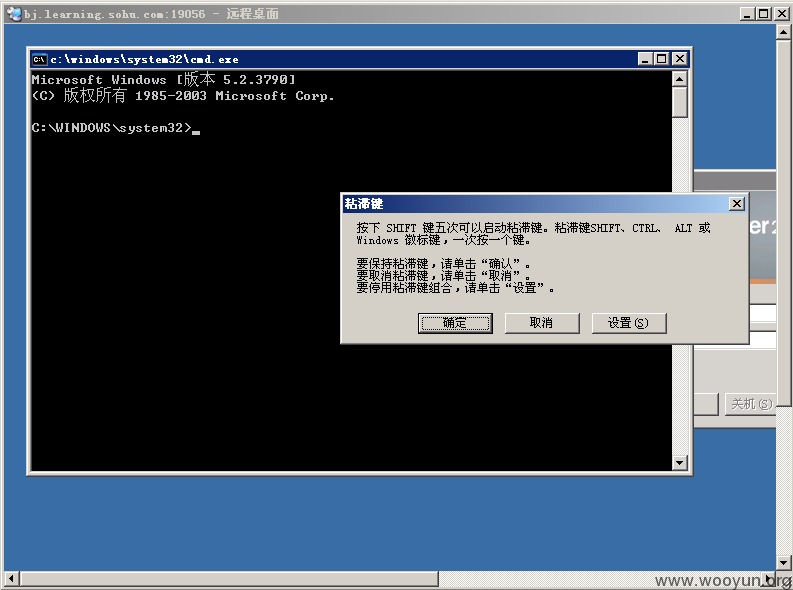 bj.learning.sohu.com:19056 - 远程桌面
c:\windows\system32\cmd.exe
Microsoft Windows [版本 5.2.3790]
(C) 版权所有 1985-2003 Microsoft Corp.
C:\WINDOWS\system32>_
粘滞键
按下 SHIFT 键五次可以启动粘滞键。粘滞键SHIFT、CTRL、 ALT 或
Windows 徽标键，一次按一个键。
要保持粘滞键，请单击“确认”。
要取消粘滞键，请单击“取消”。
要停用粘滞键组合，请单击“设置”。
确定
取消
设置(S)
er2
关机(S)
www.wooyun.org